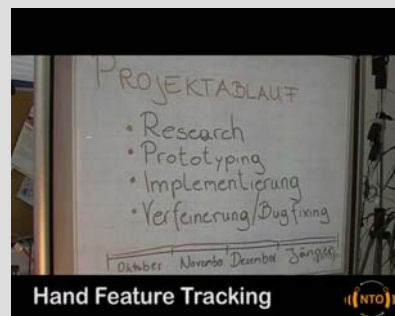 PROJEKTABLAUF
• Research
• Prototyping
• Implementierung
• Verfeinerung/Bugfixing
Oktober November Dezember
Hand Feature Tracking
NTO